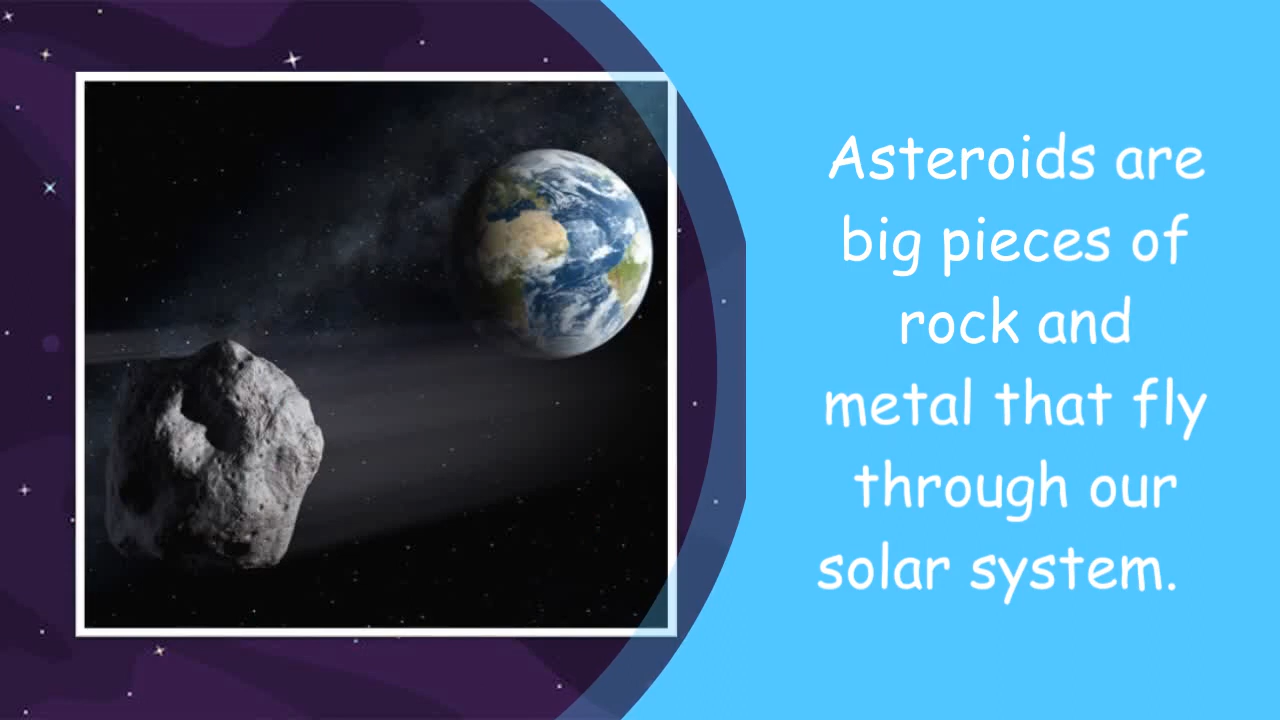 Asteroids are
big pieces of
rock and
metal that fly
through our
solar system.